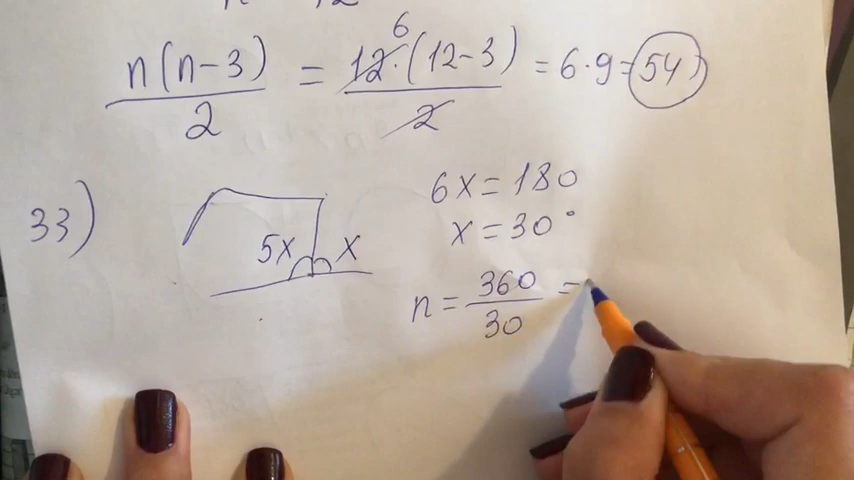 n(n-3)/2 = 12·(12-3)/2 = 6·9 = 54
6
33)
5x x
6x = 180
x = 30°
n = 360/30 =